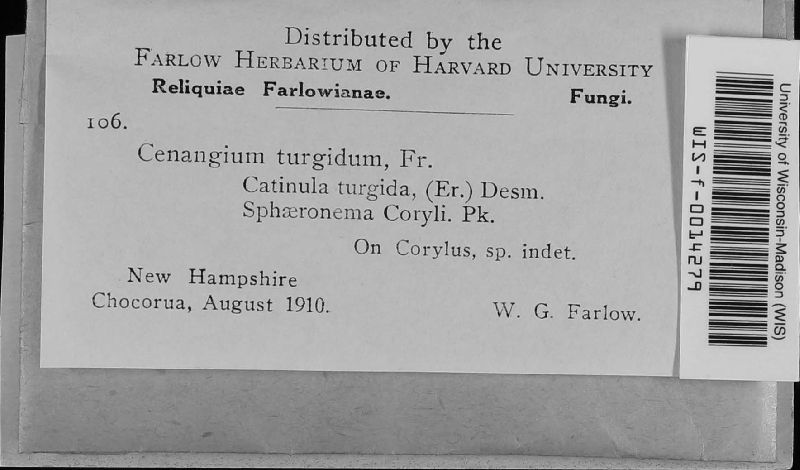 Distributed by the
FARLOW HERBARIUM OF HARVARD UNIVERSITY
Reliquiae Farlowianae. Fungi.
106.
Cenangium turgidum, Fr.
Catinula turgida, (Er.) Desm.
Sphæronema Coryli. Pk.
On Corylus, sp. indet.
New Hampshire
Chocorua, August 1910. W. G. Farlow.
University of Wisconsin-Madison (WIS)
WIS-f-0014279